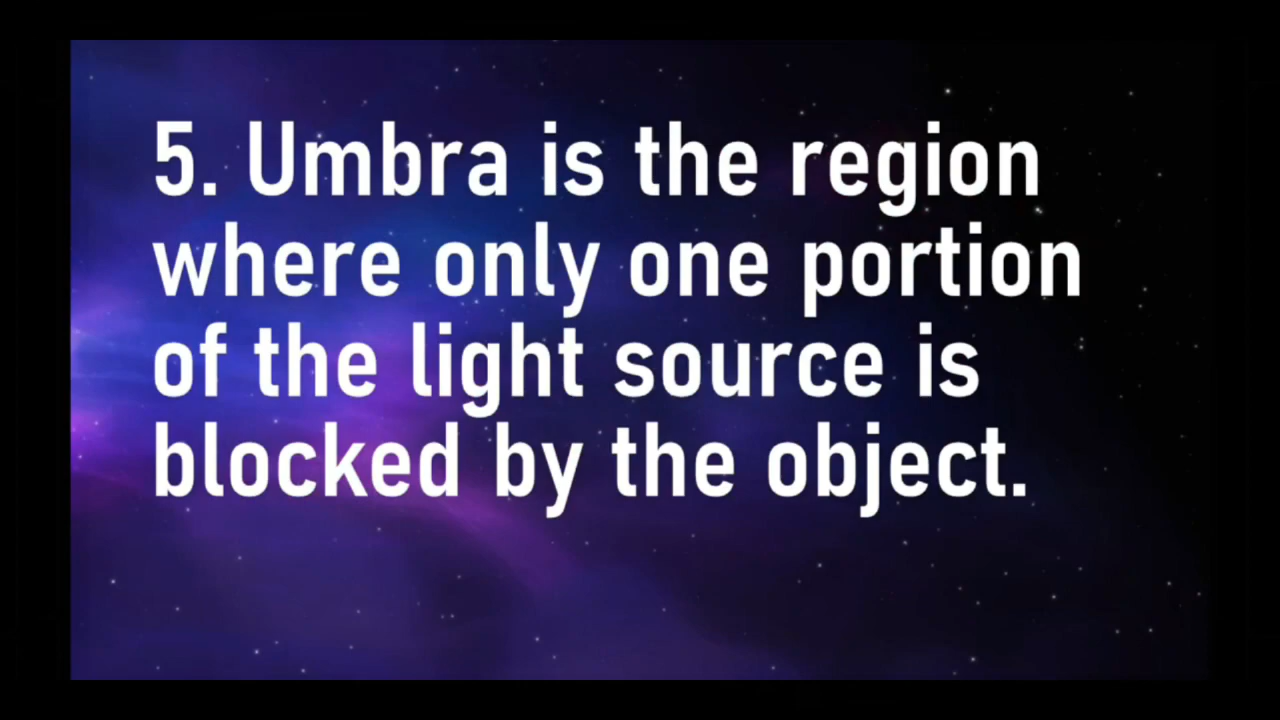 5. Umbra is the region
where only one portion
of the light source is
blocked by the object.